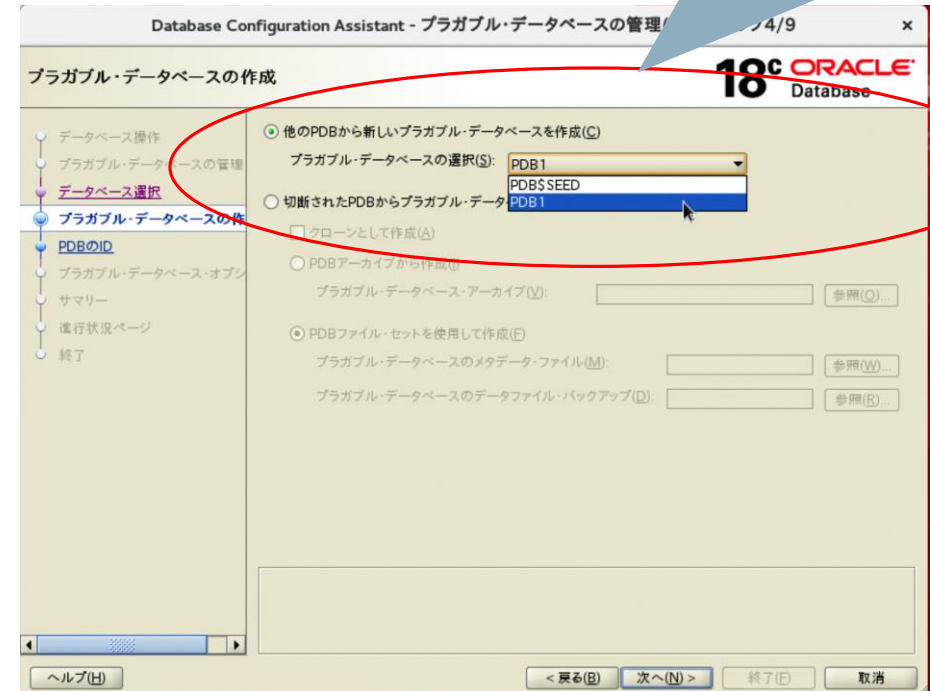 Database Configuration Assistant - プラガブル・データベースの管理
4/9
プラガブル・データベースの作成
18c ORACLE Database
データベース操作
プラガブル・データベースの管理
データベース選択
プラガブル・データベースの作
PDBのID
プラガブル・データベース・オプシ
サマリー
進行状況ページ
終了
他のPDBから新しいプラガブル・データベースを作成(C)
プラガブル・データベースの選択(S): PDB1
PDB$SEED
PDB1
切断されたPDBからプラガブル・データ
クローンとして作成(A)
PDBアーカイブから作成(I)
プラガブル・データベース・アーカイブ(V): 参照(O)...
PDBファイル・セットを使用して作成(F)
プラガブル・データベースのメタデータ・ファイル(M): 参照(W)...
プラガブル・データベースのデータファイル・バックアップ(D): 参照(R)...
ヘルプ(H) < 戻る(B) 次へ(N) > 終了(F) 取消